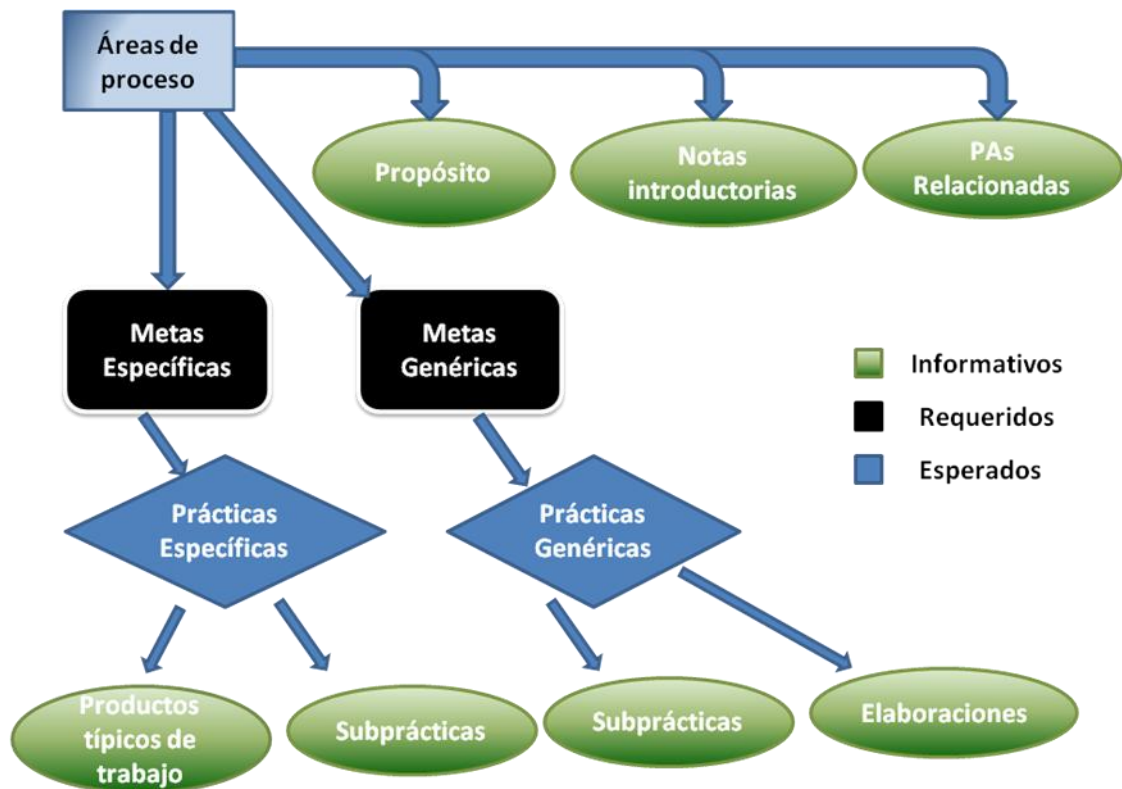 Áreas de
proceso
Propósito
Notas
introductorias
PAs
Relacionadas
Metas
Específicas
Metas
Genéricas
Informativos
Requeridos
Esperados
Prácticas
Específicas
Prácticas
Genéricas
Productos
típicos de
trabajo
Subprácticas
Subprácticas
Elaboraciones